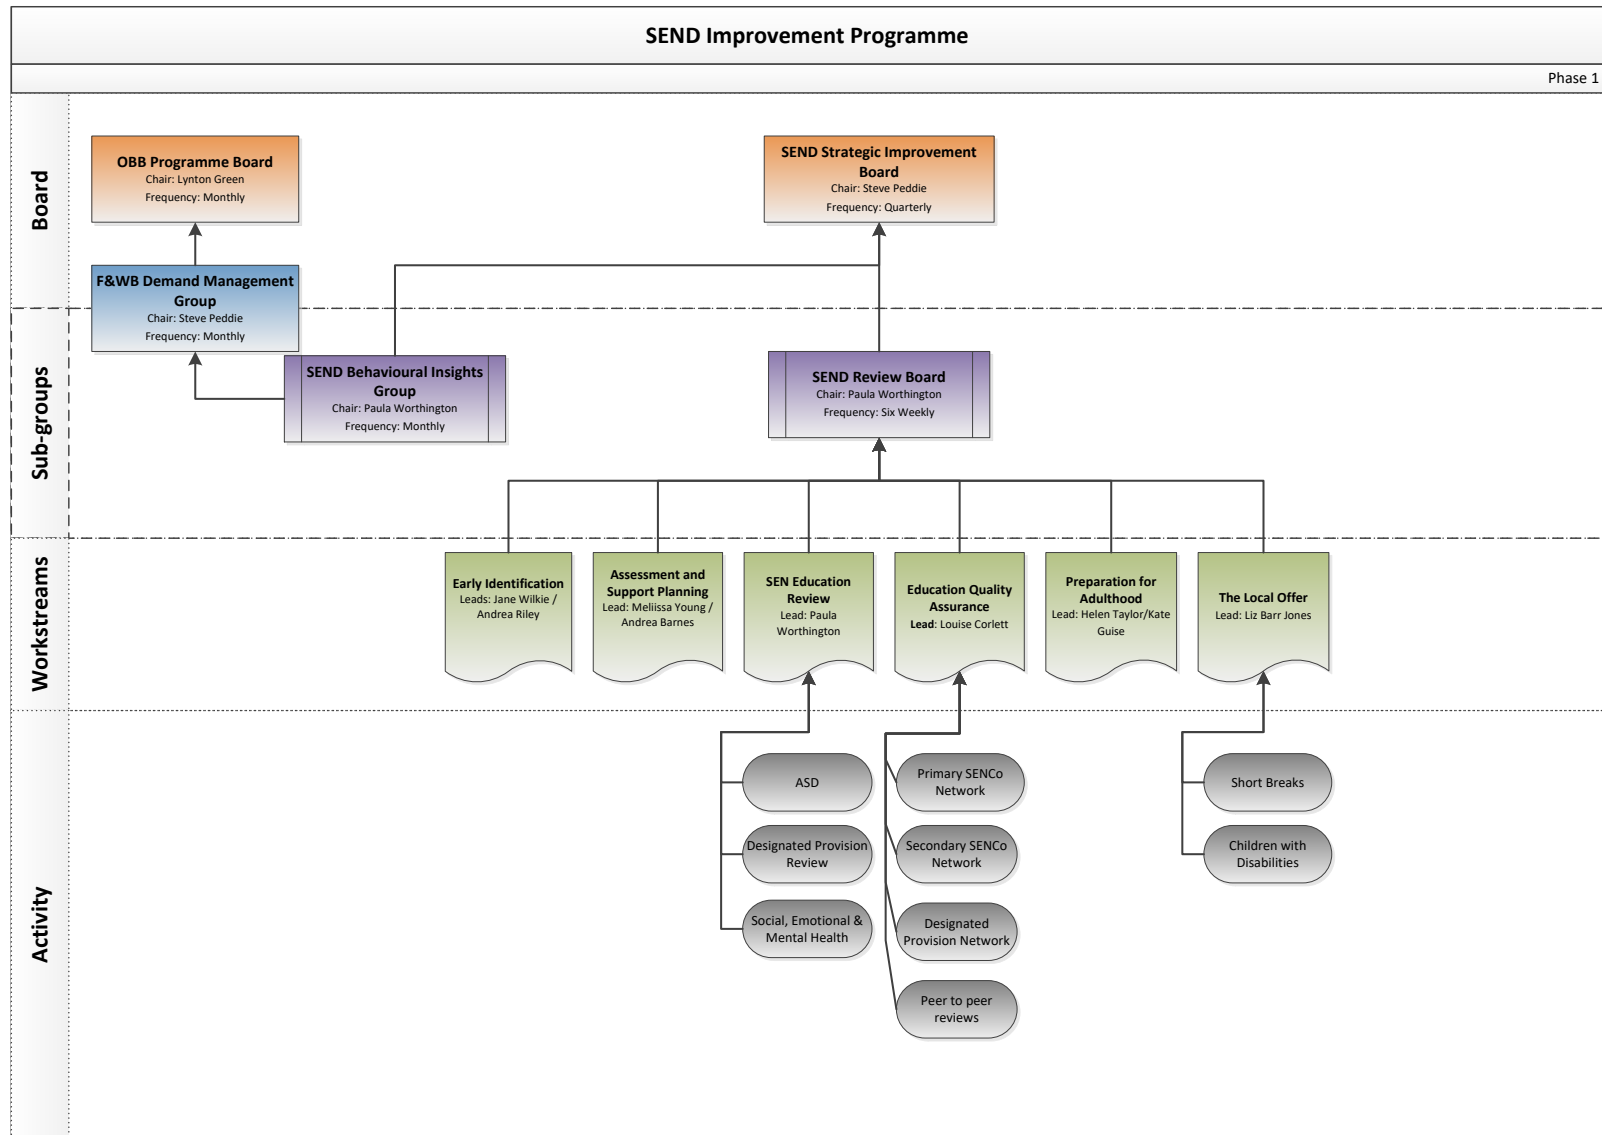 SEND Improvement Programme
Phase 1
Board
OBB Programme Board
Chair: Lynton Green
Frequency: Monthly
SEND Strategic Improvement
Board
Chair: Steve Peddie
Frequency: Quarterly
F&WB Demand Management
Group
Chair: Steve Peddie
Frequency: Monthly
Sub-groups
SEND Behavioural Insights
Group
Chair: Paula Worthington
Frequency: Monthly
SEND Review Board
Chair: Paula Worthington
Frequency: Six Weekly
Workstreams
Early Identification
Leads: Jane Wilkie /
Andrea Riley
Assessment and
Support Planning
Lead: Meliissa Young /
Andrea Barnes
SEN Education
Review
Lead: Paula
Worthington
Education Quality
Assurance
Lead: Louise Corlett
Preparation for
Adulthood
Lead: Helen Taylor/Kate
Guise
The Local Offer
Lead: Liz Barr Jones
Activity
ASD
Designated Provision
Review
Social, Emotional &
Mental Health
Primary SENCo
Network
Secondary SENCo
Network
Designated
Provision Network
Peer to peer
reviews
Short Breaks
Children with
Disabilities